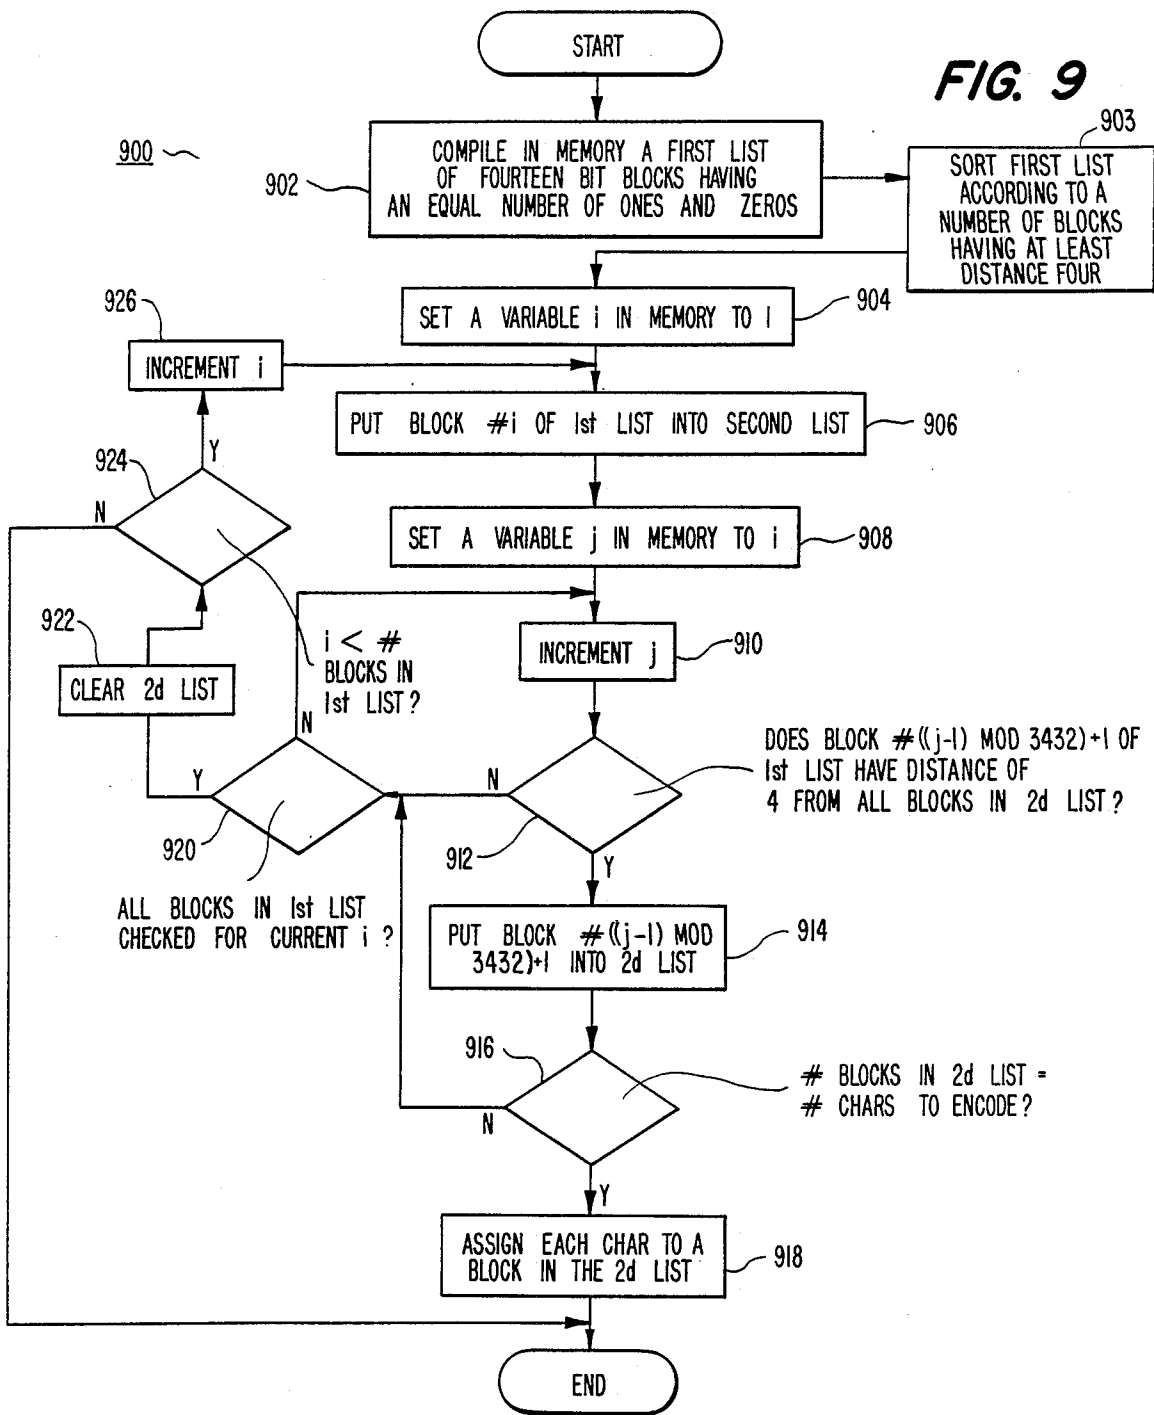 START
FIG. 9
900
902
COMPILE IN MEMORY A FIRST LIST
OF FOURTEEN BIT BLOCKS HAVING
AN EQUAL NUMBER OF ONES AND ZEROS
903
SORT FIRST LIST
ACCORDING TO A
NUMBER OF BLOCKS
HAVING AT LEAST
DISTANCE FOUR
SET A VARIABLE i IN MEMORY TO 1
904
926
INCREMENT i
PUT BLOCK #i OF 1st LIST INTO SECOND LIST
906
924
Y
N
SET A VARIABLE j IN MEMORY TO i
908
922
CLEAR 2d LIST
i < #
BLOCKS IN
1st LIST?
INCREMENT j
910
N
Y
920
N
912
Y
DOES BLOCK #((j-1) MOD 3432)+1 OF
1st LIST HAVE DISTANCE OF
4 FROM ALL BLOCKS IN 2d LIST?
ALL BLOCKS IN 1st LIST
CHECKED FOR CURRENT i ?
PUT BLOCK #((j-1) MOD
3432)+1 INTO 2d LIST
914
916
N
Y
# BLOCKS IN 2d LIST =
# CHARS TO ENCODE?
ASSIGN EACH CHAR TO A
BLOCK IN THE 2d LIST
918
END